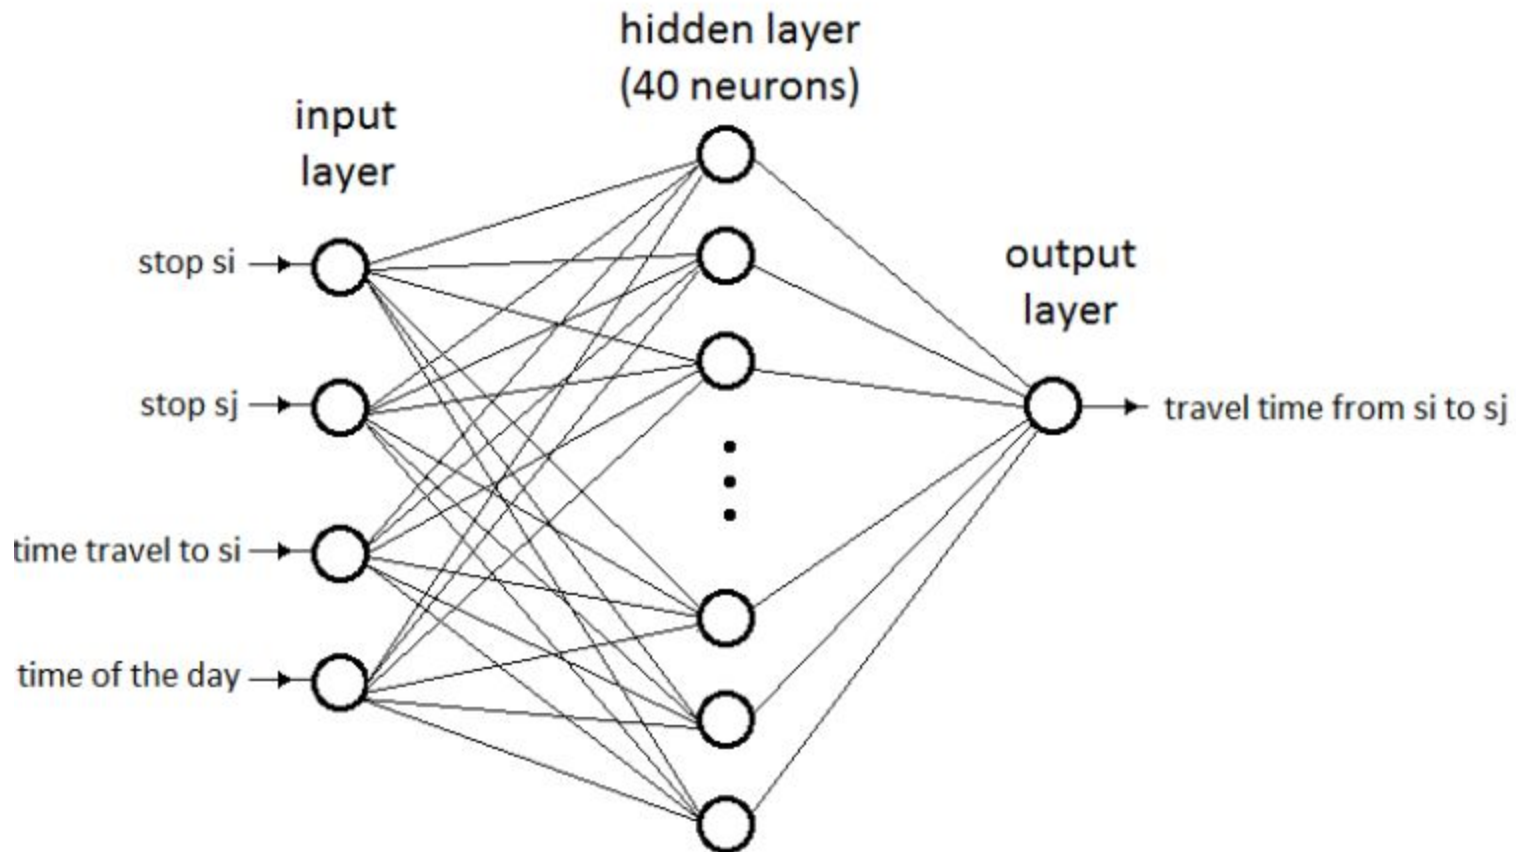 hidden layer
(40 neurons)
input
layer
output
layer
stop si
stop sj
time travel to si
time of the day
travel time from si to sj